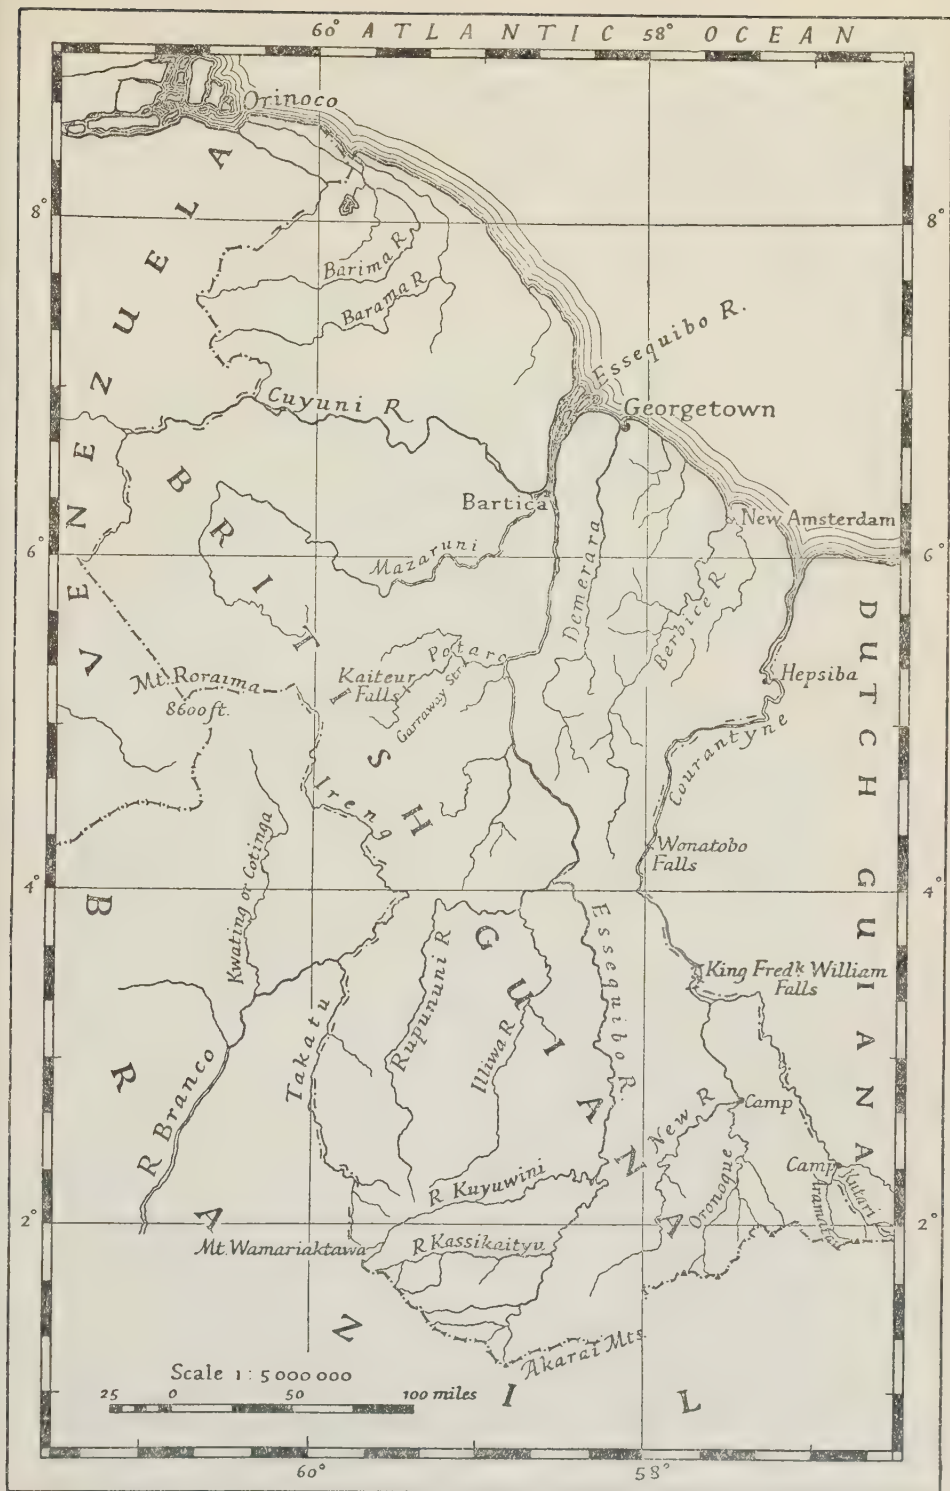 60° ATLANTIC 58° OCEAN
Orinoco
VENEZUELA
8°
8°
Barima R
Barama R
Essequibo R.
Cuyuni R
Georgetown
BRITISH GUIANA
Bartica
New Amsterdam
6°
6°
Mazaruni
Demerara
Berbice R
DUTCH GUIANA
Potaro
Kaiteur
Falls
Garraway Str
Mt. Roraima
8600 ft.
Hepsiba
Courantyne
Ireng
Kwating or Cotinga
Wonatobo
Falls
4°
4°
BRAZIL
Rupununi R
Essequibo R.
King Fredk. William
Falls
Takatu
Illiwa R
R Branco
New R
Camp
Camp
Kutari
Aramatau
Oronoque
R Kuyuwini
2°
2°
Mt. Wamariaktawa
R Kassikaityu
Akarai Mts.
Scale 1 : 5 000 000
25 0 50 100 miles
60° 58°